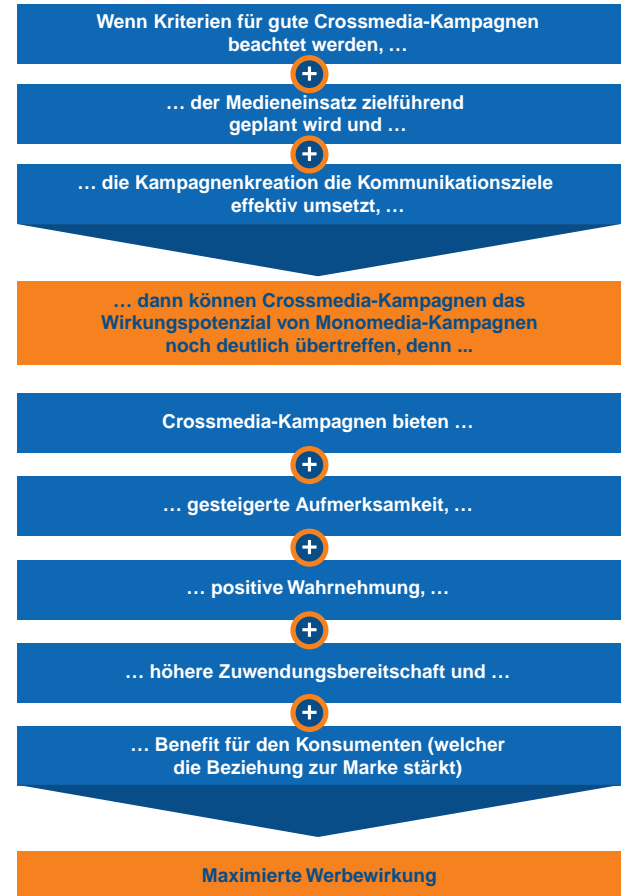 Wenn Kriterien für gute Crossmedia-Kampagnen
beachtet werden, …
+
… der Medieneinsatz zielführend
geplant wird und …
+
… die Kampagnenkreation die Kommunikationsziele
effektiv umsetzt, …
… dann können Crossmedia-Kampagnen das
Wirkungspotenzial von Monomedia-Kampagnen
noch deutlich übertreffen, denn ...
Crossmedia-Kampagnen bieten …
+
… gesteigerte Aufmerksamkeit, …
+
… positive Wahrnehmung, …
+
… höhere Zuwendungsbereitschaft und …
+
… Benefit für den Konsumenten (welcher
die Beziehung zur Marke stärkt)
Maximierte Werbewirkung